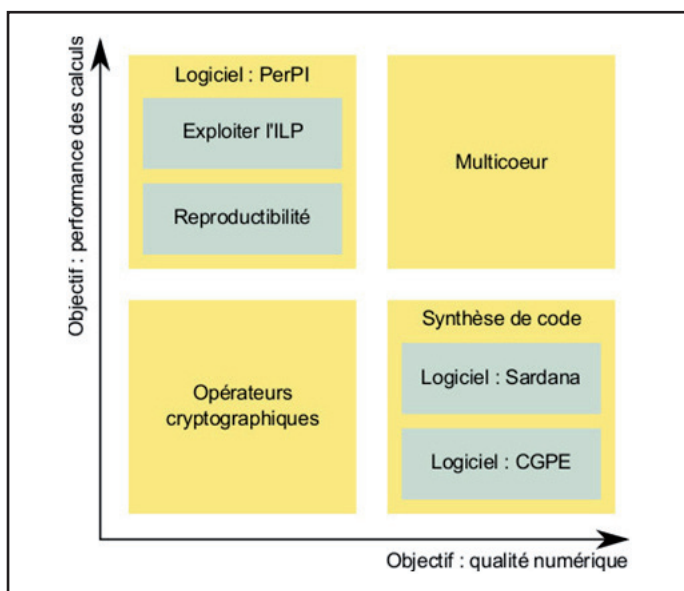 Objectif : performance des calculs
Logiciel : PerPI
Exploiter l'ILP
Reproductibilité
Multicoeur
Opérateurs
cryptographiques
Synthèse de code
Logiciel : Sardana
Logiciel : CGPE
Objectif : qualité numérique